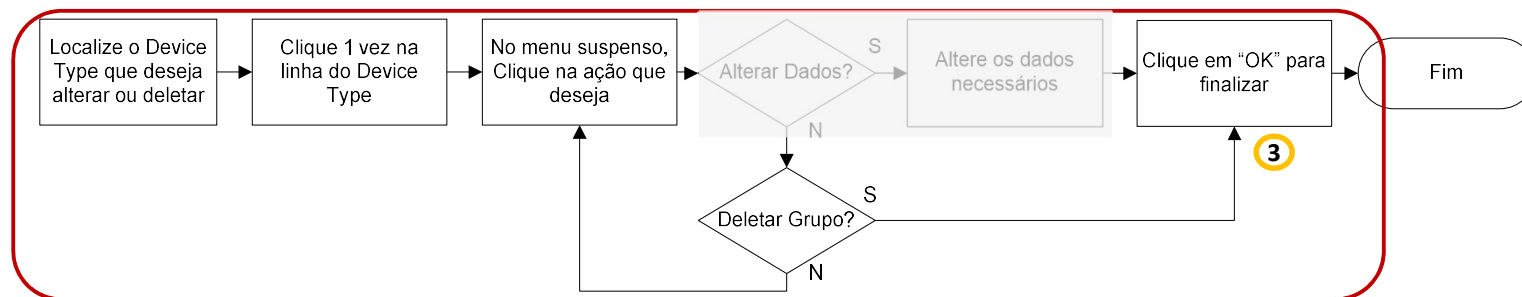 Localize o Device
Type que deseja
alterar ou deletar
Clique 1 vez na
linha do Device
Type
No menu suspenso,
Clique na ação que
deseja
Alterar Dados?
S
N
Altere os dados
necessários
Clique em “OK” para
finalizar
Fim
3
Deletar Grupo?
S
N